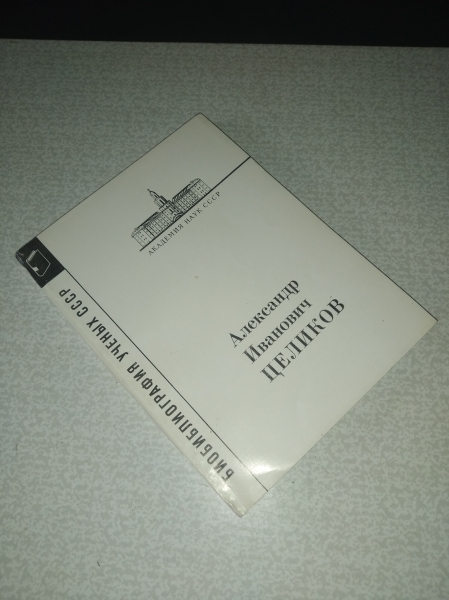 АКАДЕМИЯ НАУК СССР
Александр
Иванович
ЦЕЛИКОВ
БИОБИБЛИОГРАФИЯ УЧЕНЫХ СССР